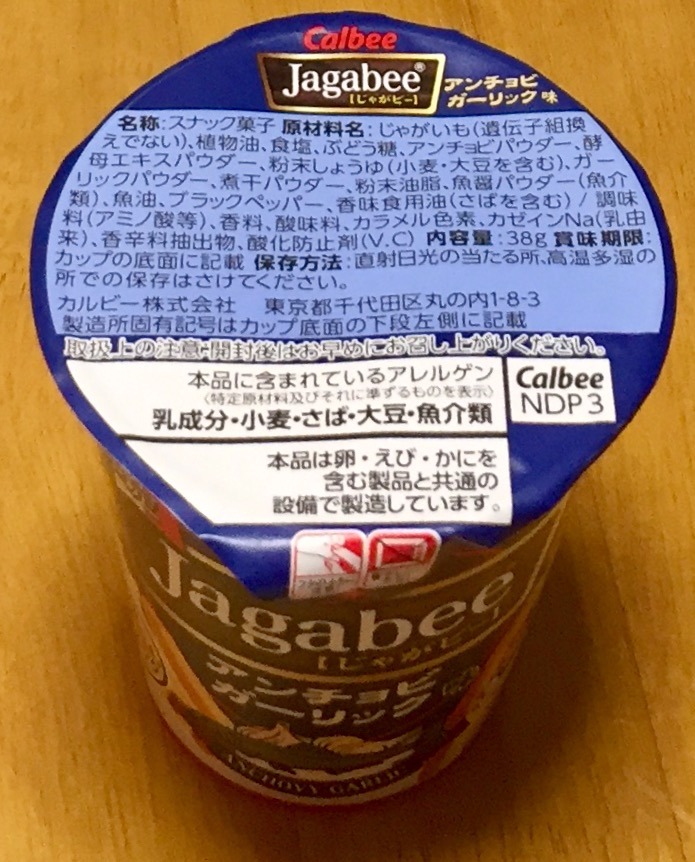 Calbee
Jagabee®
[じゃがビー]
アンチョビ
ガーリック味
名称:スナック菓子 原材料名:じゃがいも(遺伝子組換
えでない)、植物油、食塩、ぶどう糖、アンチョビパウダー、酵
母エキスパウダー、粉末しょうゆ(小麦・大豆を含む)、ガー
リックパウダー、煮干パウダー、粉末油脂、魚醤パウダー(魚介
類)、魚油、ブラックペッパー、香味食用油(さばを含む) / 調味
料(アミノ酸等)、香料、酸味料、カラメル色素、カゼインNa(乳由
来)、香辛料抽出物、酸化防止剤(V.C) 内容量:38g 賞味期限:
カップの底面に記載 保存方法:直射日光の当たる所、高温多湿の
所での保存はさけてください。
カルビー株式会社 東京都千代田区丸の内1-8-3
製造所固有記号はカップ底面の下段左側に記載
取扱上の注意・開封後はお早めにお召し上がりください。
本品に含まれているアレルゲン
(特定原材料及びそれに準ずるものを表示)
乳成分・小麦・さば・大豆・魚介類
Calbee
NDP3
本品は卵・えび・かにを
含む製品と共通の
設備で製造しています。
Jagabee
[じゃがビー]
アンチョビ
ガーリック
ANCHOVY GARLIC